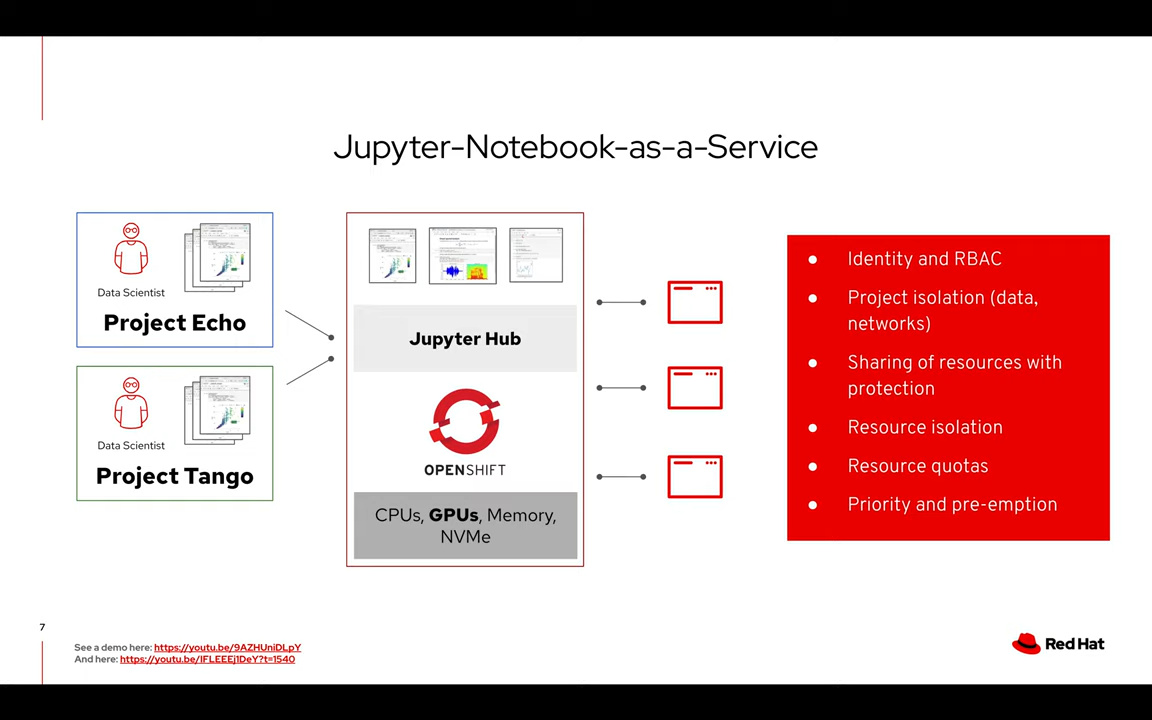 Jupyter-Notebook-as-a-Service
Data Scientist
Project Echo
Data Scientist
Project Tango
Jupyter Hub
OPENSHIFT
CPUs, GPUs, Memory,
NVMe
Identity and RBAC
Project isolation (data,
networks)
Sharing of resources with
protection
Resource isolation
Resource quotas
Priority and pre-emption
7
See a demo here: https://youtu.be/9AZHUniDLpY
And here: https://youtu.be/IFLEEEj1DeY?t=1540
Red Hat